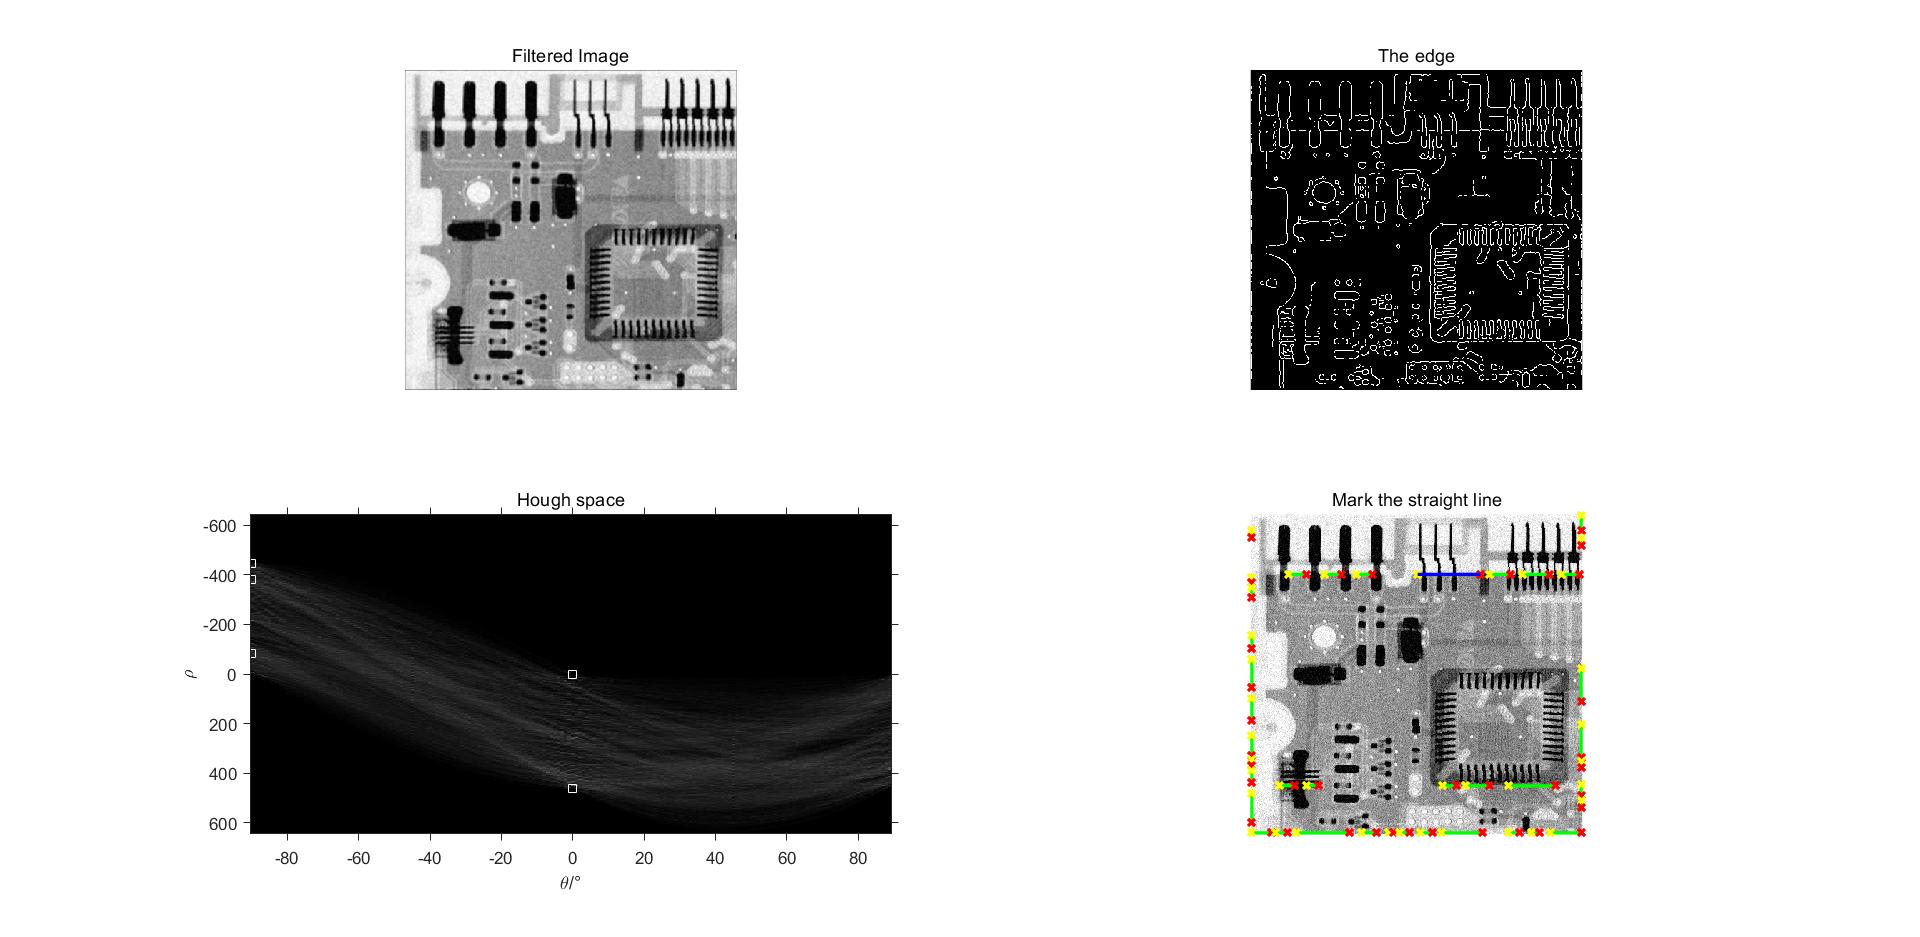 Filtered Image
The edge
Hough space
Mark the straight line
-600
-400
-200
0
200
400
600
ρ
-80 -60 -40 -20 0 20 40 60 80
θ/°